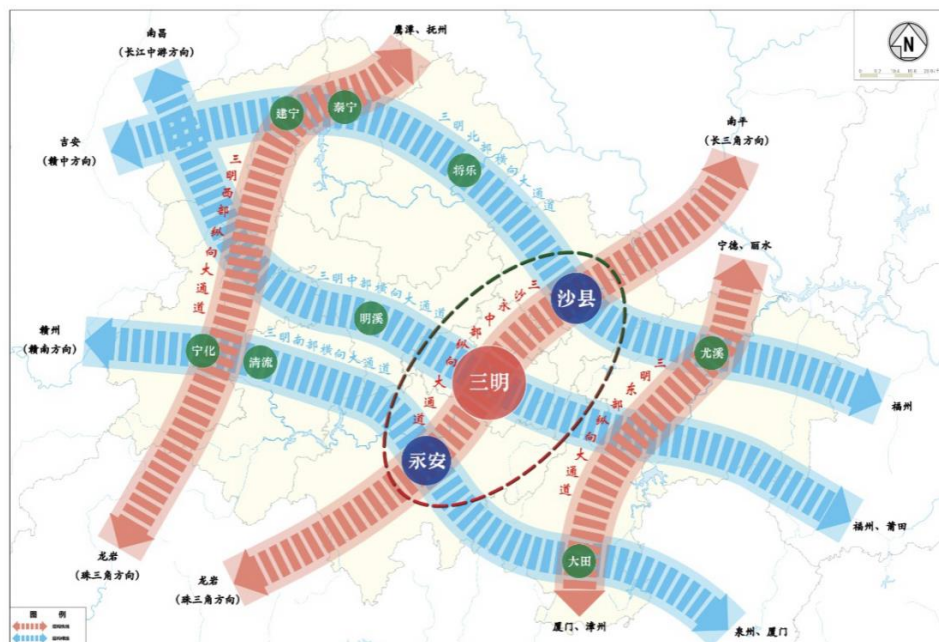 南昌
(长江中游方向)
鹰潭、抚州
N
建宁
泰宁
吉安
(赣中方向)
三明北部横向大通道
南平
(长三角方向)
将乐
三明西部纵向大通道
宁德、丽水
沙县
三沙永中部纵向大通道
三明中部横向大通道
明溪
赣州
(赣南方向)
三明南部横向大通道
宁化
清流
尤溪
三明
三明东部纵向大通道
福州
永安
福州、莆田
大田
龙岩
(珠三角方向)
龙岩
(珠三角方向)
厦门、漳州
泉州、厦门
图 例